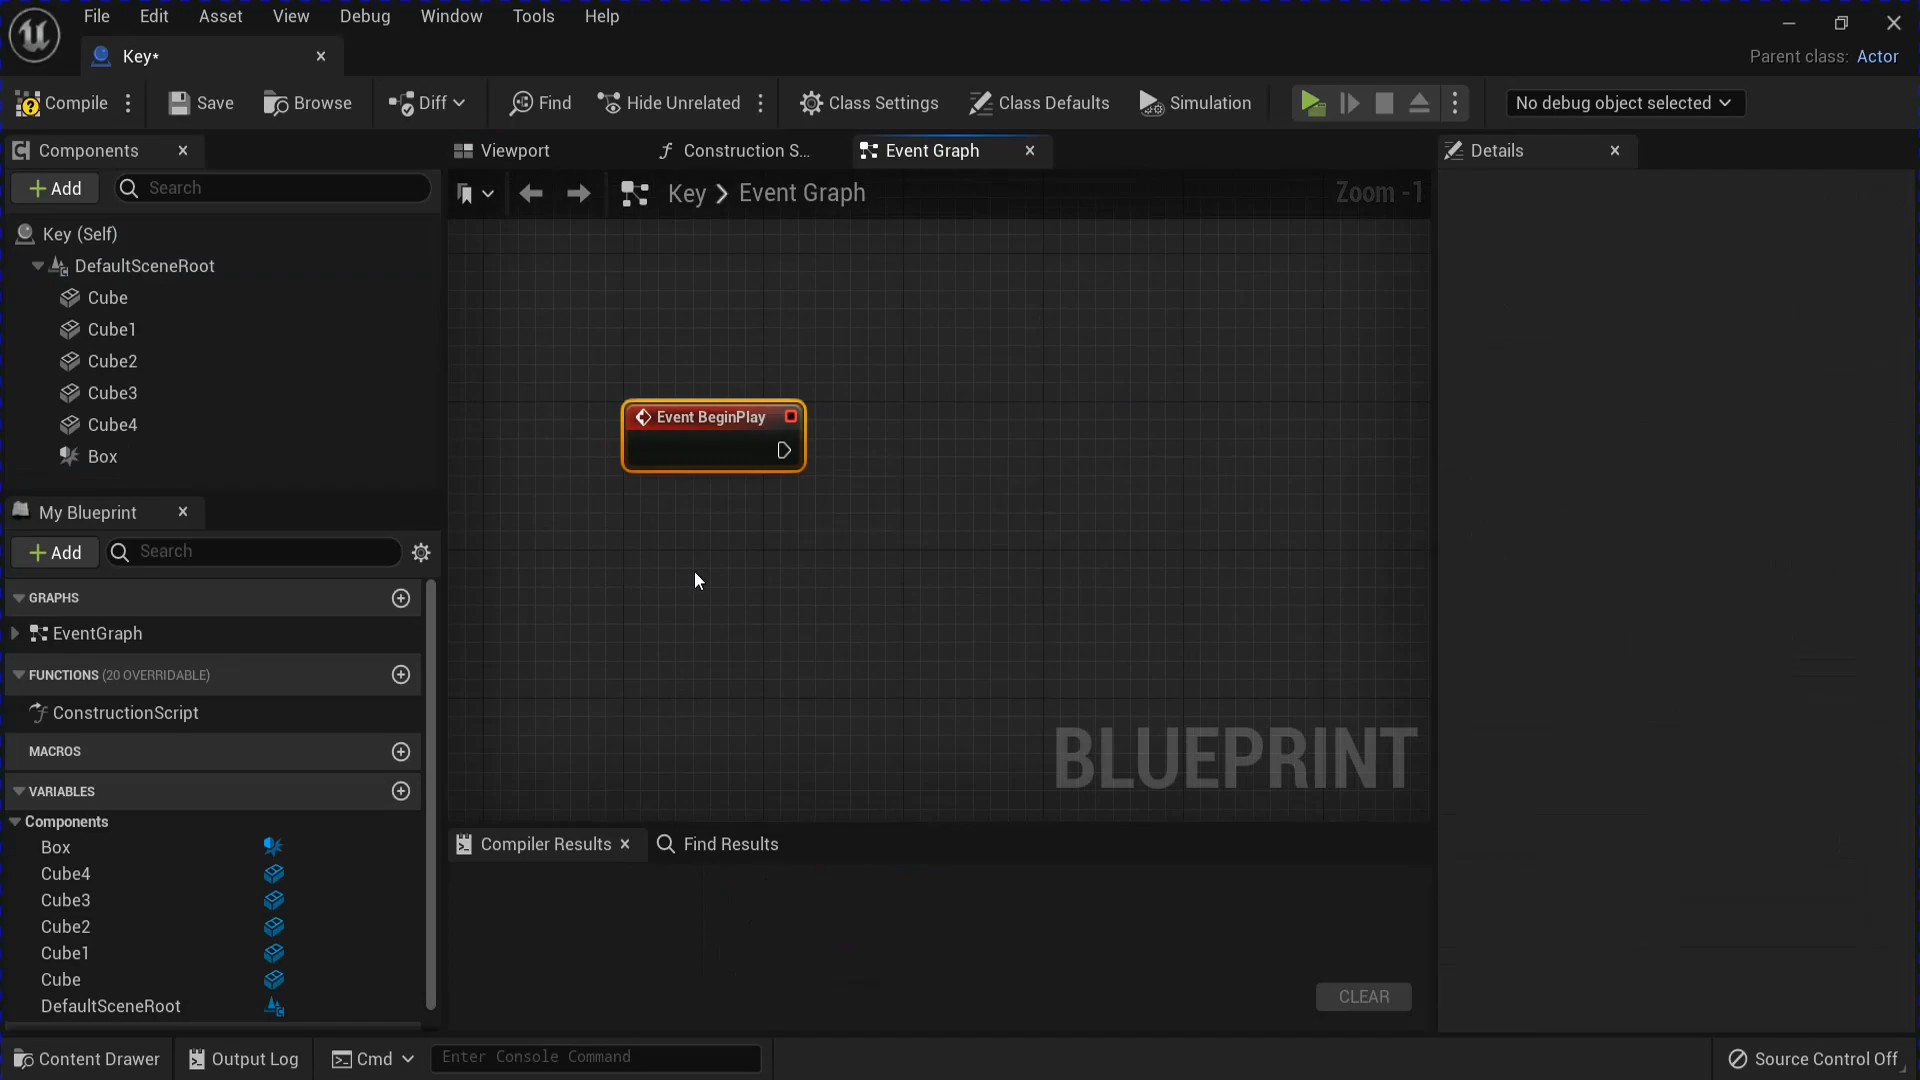 File Edit Asset View Debug Window Tools Help
Key*
Parent class: Actor
Compile Save Browse Diff Find Hide Unrelated Class Settings Class Defaults Simulation No debug object selected
Components Viewport Construction S... Event Graph Details
Add Search
Key > Event Graph Zoom -1
Key (Self)
DefaultSceneRoot
Cube
Cube1
Cube2
Cube3
Cube4
Box
Event BeginPlay
My Blueprint
Add Search
GRAPHS
EventGraph
FUNCTIONS (20 OVERRIDABLE)
ConstructionScript
MACROS
VARIABLES
Components
Box
Cube4
Cube3
Cube2
Cube1
Cube
DefaultSceneRoot
BLUEPRINT
Compiler Results Find Results
CLEAR
Content Drawer Output Log Cmd Enter Console Command Source Control Off